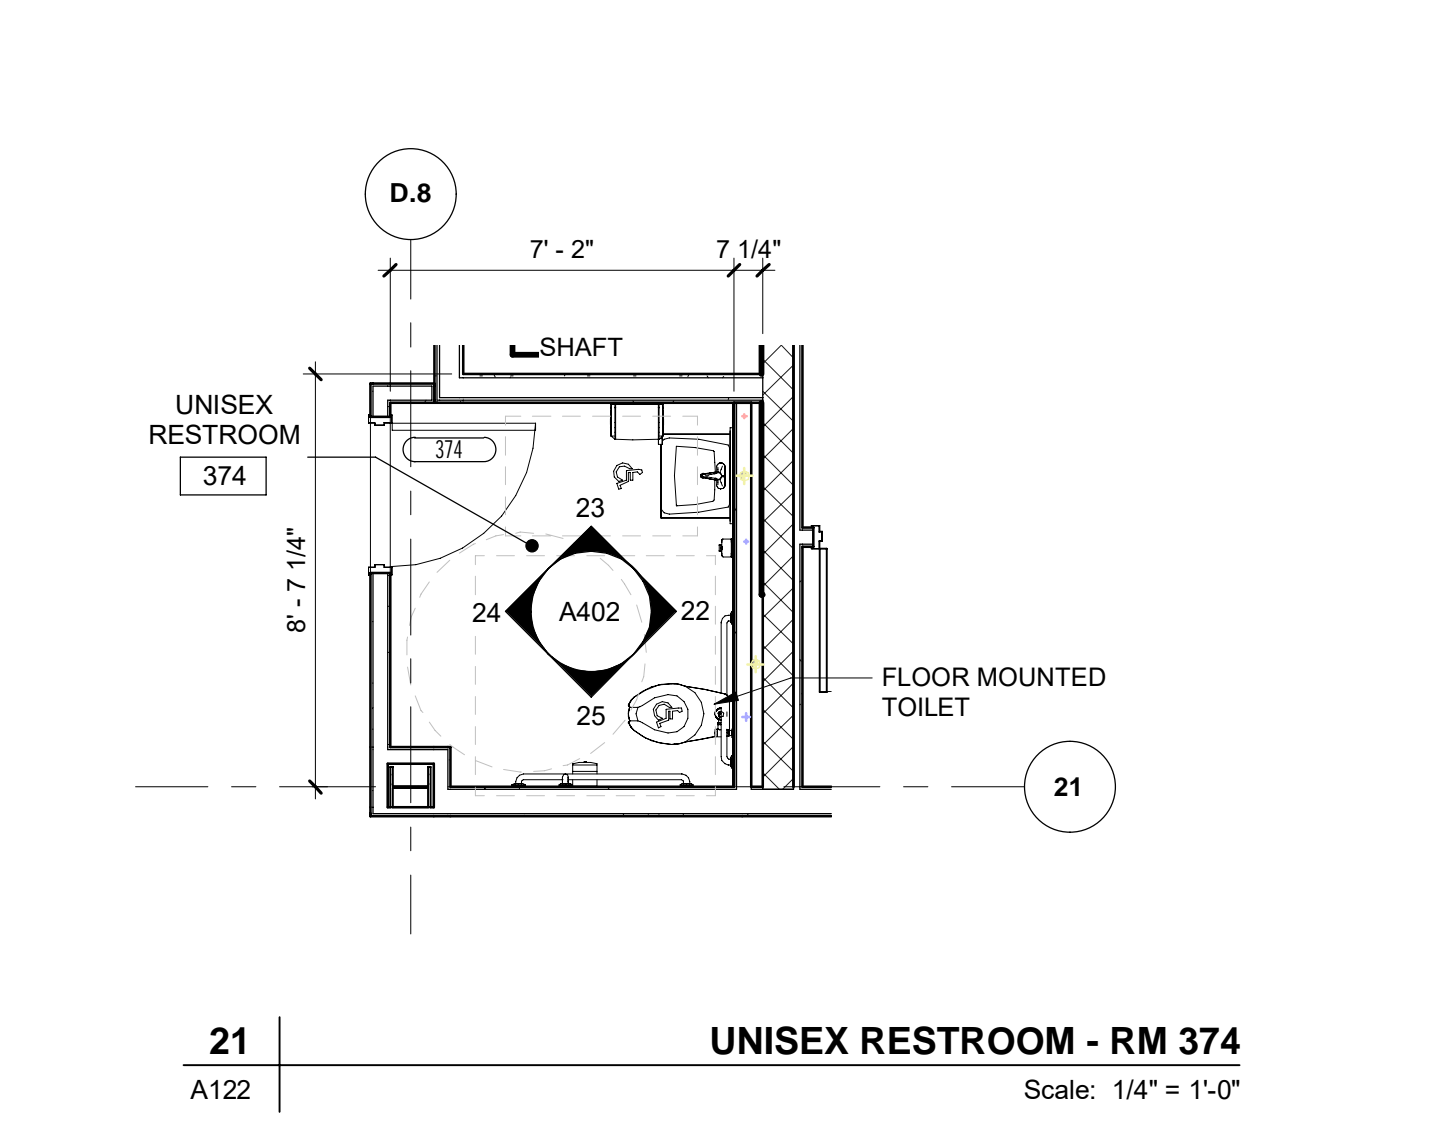 D.8
7' - 2"
7 1/4"
SHAFT
UNISEX
RESTROOM
374
374
8' - 7 1/4"
23
24
A402
22
25
FLOOR MOUNTED
TOILET
21
21
UNISEX RESTROOM - RM 374
A122
Scale: 1/4" = 1'-0"